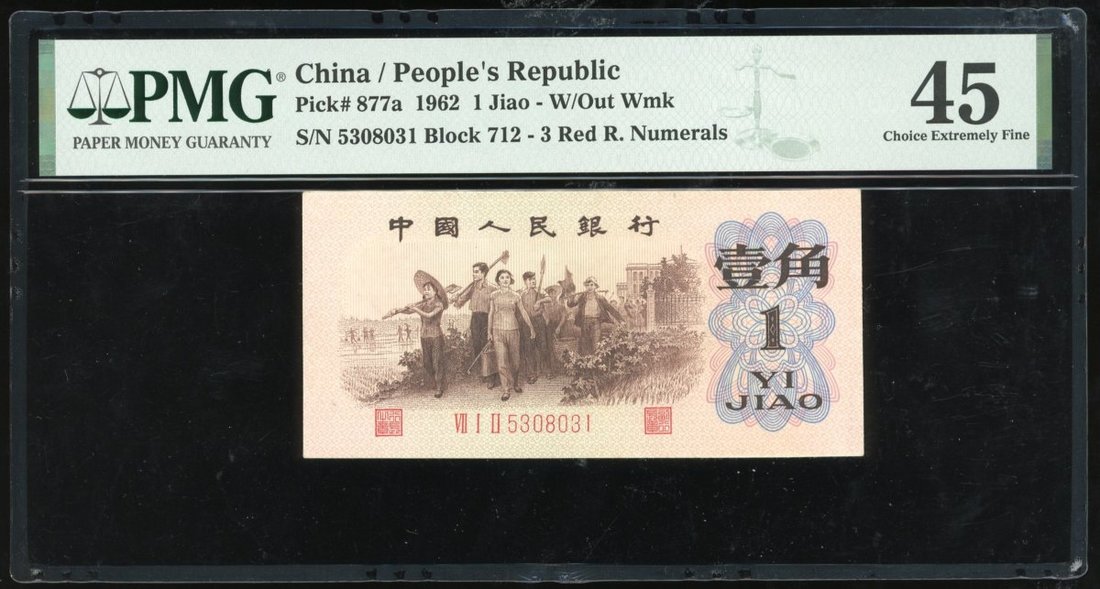 PMG®
PAPER MONEY GUARANTY
China / People's Republic
Pick# 877a 1962 1 Jiao - W/Out Wmk
S/N 5308031 Block 712 - 3 Red R. Numerals
45
Choice Extremely Fine
中國人民銀行
壹角
1
YI
JIAO
VII I II 5308031